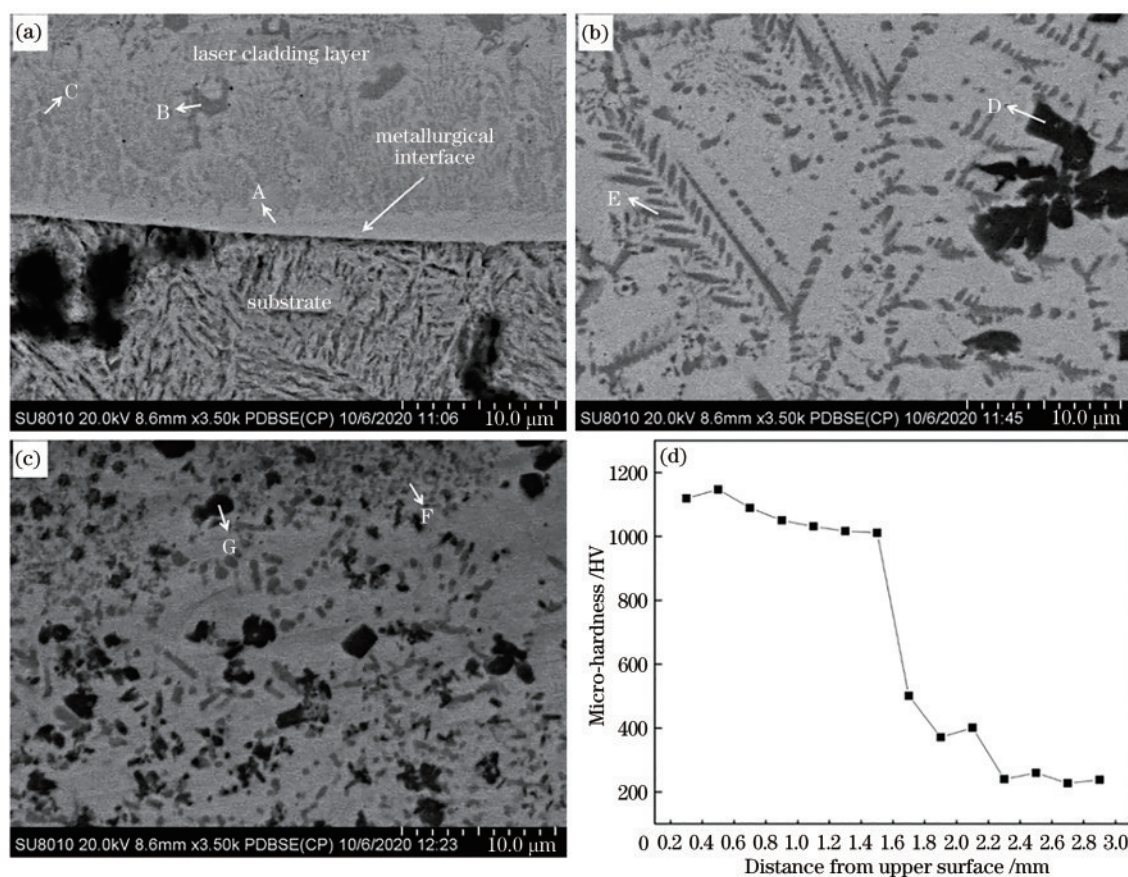 (a)
laser cladding layer
C
B
metallurgical
interface
A
substrate
SU8010 20.0kV 8.6mm x3.50k PDBSE(CP) 10/6/2020 11:06 10.0 μm
(b)
D
E
SU8010 20.0kV 8.6mm x3.50k PDBSE(CP) 10/6/2020 11:45 10.0 μm
(c)
F
G
SU8010 20.0kV 8.6mm x3.50k PDBSE(CP) 10/6/2020 12:23 10.0 μm
(d)
Micro-hardness /HV
1200
1000
800
600
400
200
0 0.2 0.4 0.6 0.8 1.0 1.2 1.4 1.6 1.8 2.0 2.2 2.4 2.6 2.8 3.0
Distance from upper surface /mm